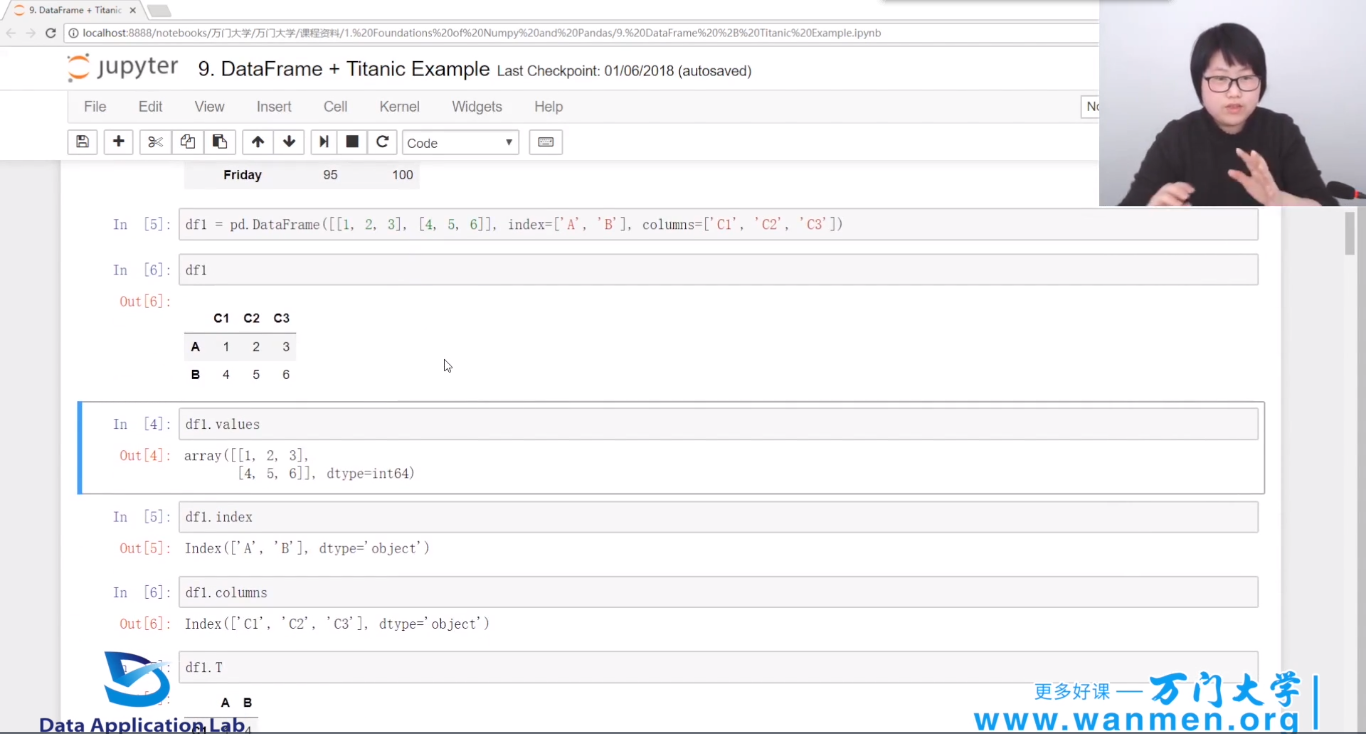 9. DataFrame + Titanic
localhost:8888/notebooks/万门大学/万门大学/课程资料/1.%20Foundations%20of%20Numpy%20and%20Pandas/9.%20DataFrame%20%2B%20Titanic%20Example.ipynb
jupyter 9. DataFrame + Titanic Example Last Checkpoint: 01/06/2018 (autosaved)
File Edit View Insert Cell Kernel Widgets Help
Code
Friday 95 100
In [5]: df1 = pd.DataFrame([[1, 2, 3], [4, 5, 6]], index=['A', 'B'], columns=['C1', 'C2', 'C3'])
In [6]: df1
Out[6]:
C1 C2 C3
A 1 2 3
B 4 5 6
In [4]: df1.values
Out[4]: array([[1, 2, 3],
[4, 5, 6]], dtype=int64)
In [5]: df1.index
Out[5]: Index(['A', 'B'], dtype='object')
In [6]: df1.columns
Out[6]: Index(['C1', 'C2', 'C3'], dtype='object')
df1.T
A B
更多好课 — 万门大学
Data Application Lab
www.wanmen.org